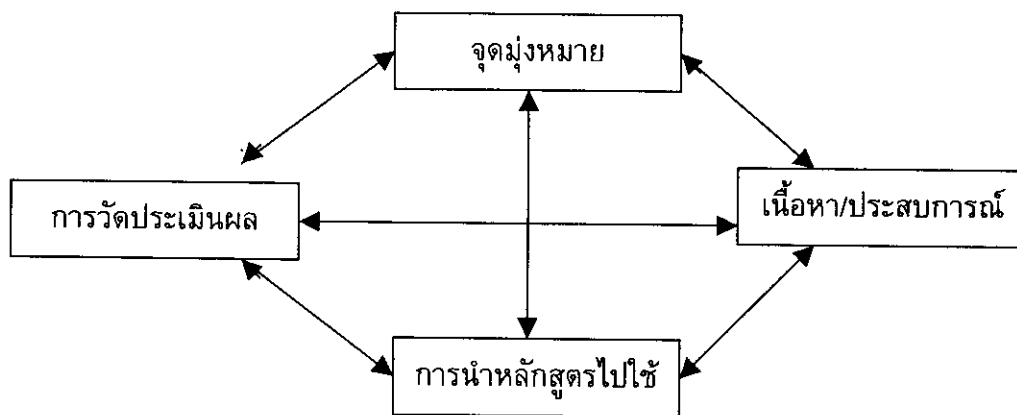 จุดมุ่งหมาย
การวัดประเมินผล
เนื้อหา/ประสบการณ์
การนำหลักสูตรไปใช้